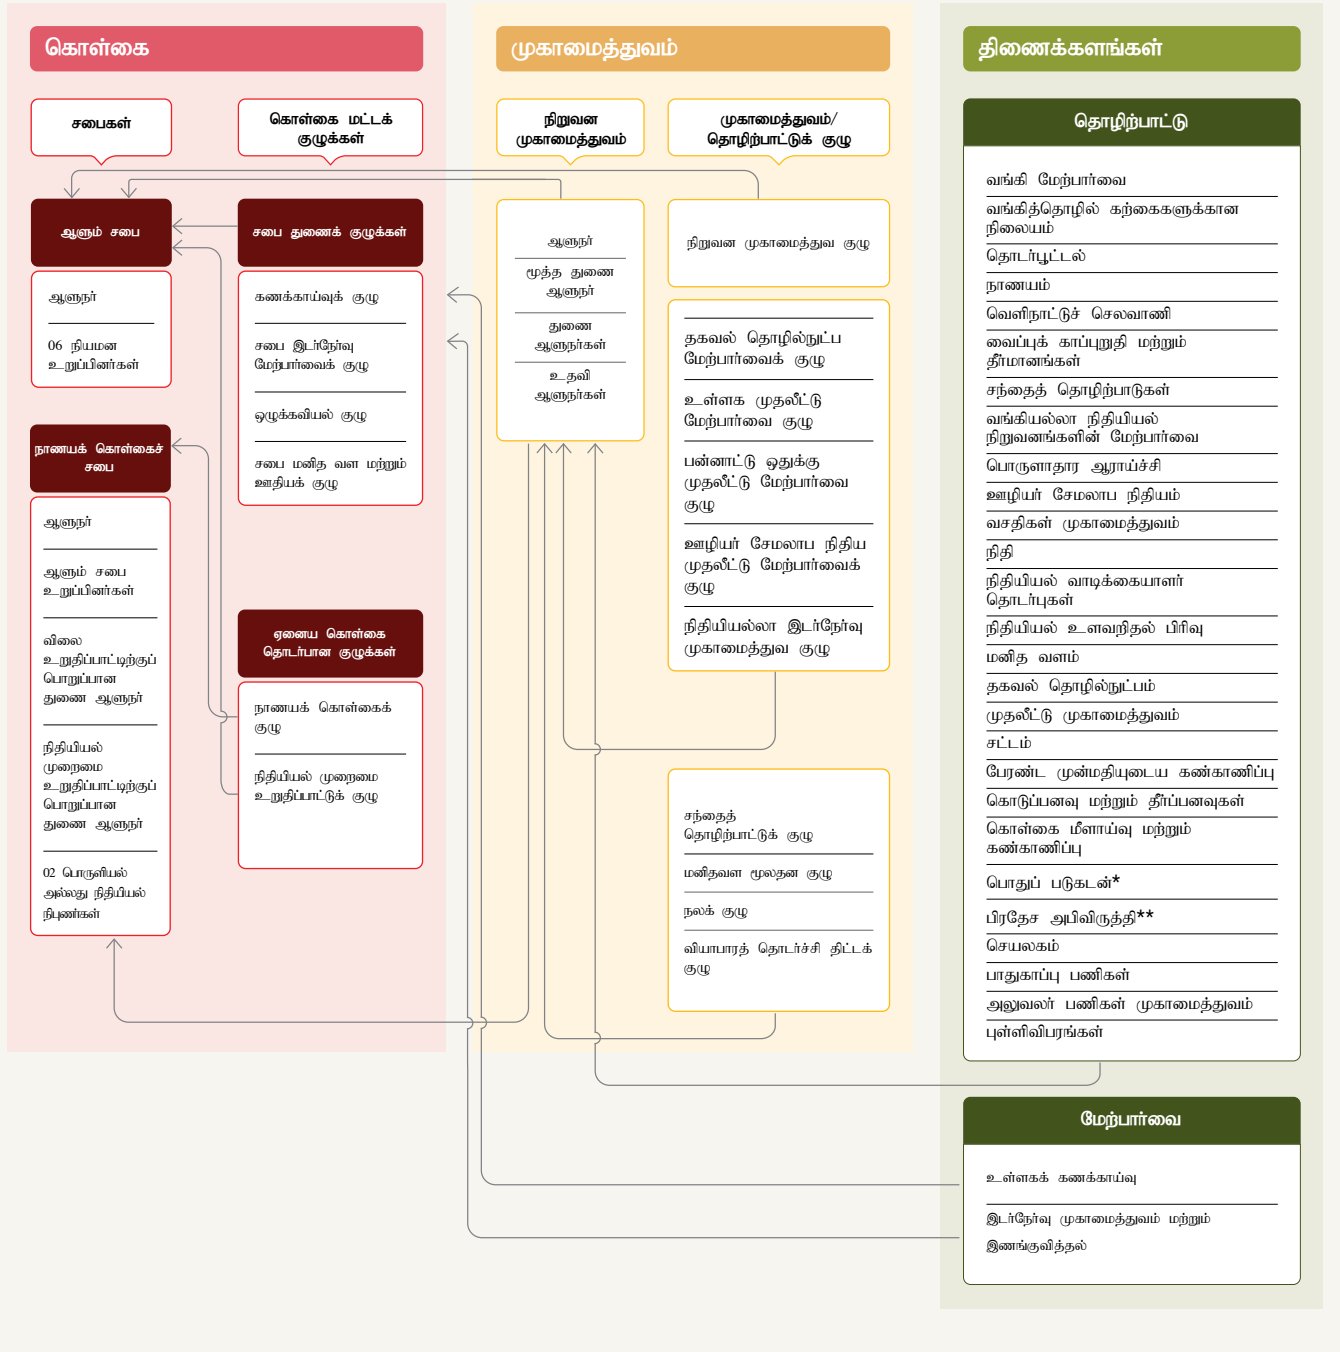 கொள்கை
சபைகள்
கொள்கை மட்டக்
குழுக்கள்
ஆளும் சபை
ஆளுநர்
06 நியமன
உறுப்பினர்கள்
நாணயக் கொள்கைச்
சபை
ஆளுநர்
ஆளும் சபை
உறுப்பினர்கள்
விலை
உறுதிப்பாட்டிற்குப்
பொறுப்பான
துணை ஆளுநர்
நிதியியல்
முறைமை
உறுதிப்பாட்டிற்குப்
பொறுப்பான
துணை ஆளுநர்
02 பொருளியல்
அல்லது நிதியியல்
நிபுணர்கள்
சபை துணைக் குழுக்கள்
கணக்காய்வுக் குழு
சபை இடர்நேர்வு
மேற்பார்வைக் குழு
ஒழுக்கவியல் குழு
சபை மனித வள மற்றும்
ஊதியக் குழு
ஏனைய கொள்கை
தொடர்பான குழுக்கள்
நாணயக் கொள்கைக்
குழு
நிதியியல் முறைமை
உறுதிப்பாட்டுக் குழு
முகாமைத்துவம்
நிறுவன
முகாமைத்துவம்
முகாமைத்துவம்/
தொழிற்பாட்டுக் குழு
ஆளுநர்
மூத்த துணை
ஆளுநர்
துணை
ஆளுநர்கள்
உதவி
ஆளுநர்கள்
நிறுவன முகாமைத்துவ குழு
தகவல் தொழில்நுட்ப
மேற்பார்வைக் குழு
உள்ளக முதலீட்டு
மேற்பார்வை குழு
பன்னாட்டு ஒதுக்கு
முதலீட்டு மேற்பார்வை
குழு
ஊழியர் சேமலாப நிதிய
முதலீட்டு மேற்பார்வைக்
குழு
நிதியியல்லா இடர்நேர்வு
முகாமைத்துவ குழு
சந்தைத்
தொழிற்பாட்டுக் குழு
மனிதவள மூலதன குழு
நலக் குழு
வியாபாரத் தொடர்ச்சி திட்டக்
குழு
திணைக்களங்கள்
தொழிற்பாட்டு
வங்கி மேற்பார்வை
வங்கித்தொழில் கற்கைகளுக்கான
நிலையம்
தொடர்பூட்டல்
நாணயம்
வெளிநாட்டுச் செலவாணி
வைப்புக் காப்புறுதி மற்றும்
தீர்மானங்கள்
சந்தைத் தொழிற்பாடுகள்
வங்கியல்லா நிதியியல்
நிறுவனங்களின் மேற்பார்வை
பொருளாதார ஆராய்ச்சி
ஊழியர் சேமலாப நிதியம்
வசதிகள் முகாமைத்துவம்
நிதி
நிதியியல் வாடிக்கையாளர்
தொடர்புகள்
நிதியியல் உளவறிதல் பிரிவு
மனித வளம்
தகவல் தொழில்நுட்பம்
முதலீட்டு முகாமைத்துவம்
சட்டம்
பேரண்ட முன்மதியுடைய கண்காணிப்பு
கொடுப்பனவு மற்றும் தீர்ப்பனவுகள்
கொள்கை மீளாய்வு மற்றும்
கண்காணிப்பு
பொதுப் படுகடன்*
பிரதேச அபிவிருத்தி**
செயலகம்
பாதுகாப்பு பணிகள்
அலுவலர் பணிகள் முகாமைத்துவம்
புள்ளிவிபரங்கள்
மேற்பார்வை
உள்ளகக் கணக்காய்வு
இடர்நேர்வு முகாமைத்துவம் மற்றும்
இணங்குவித்தல்